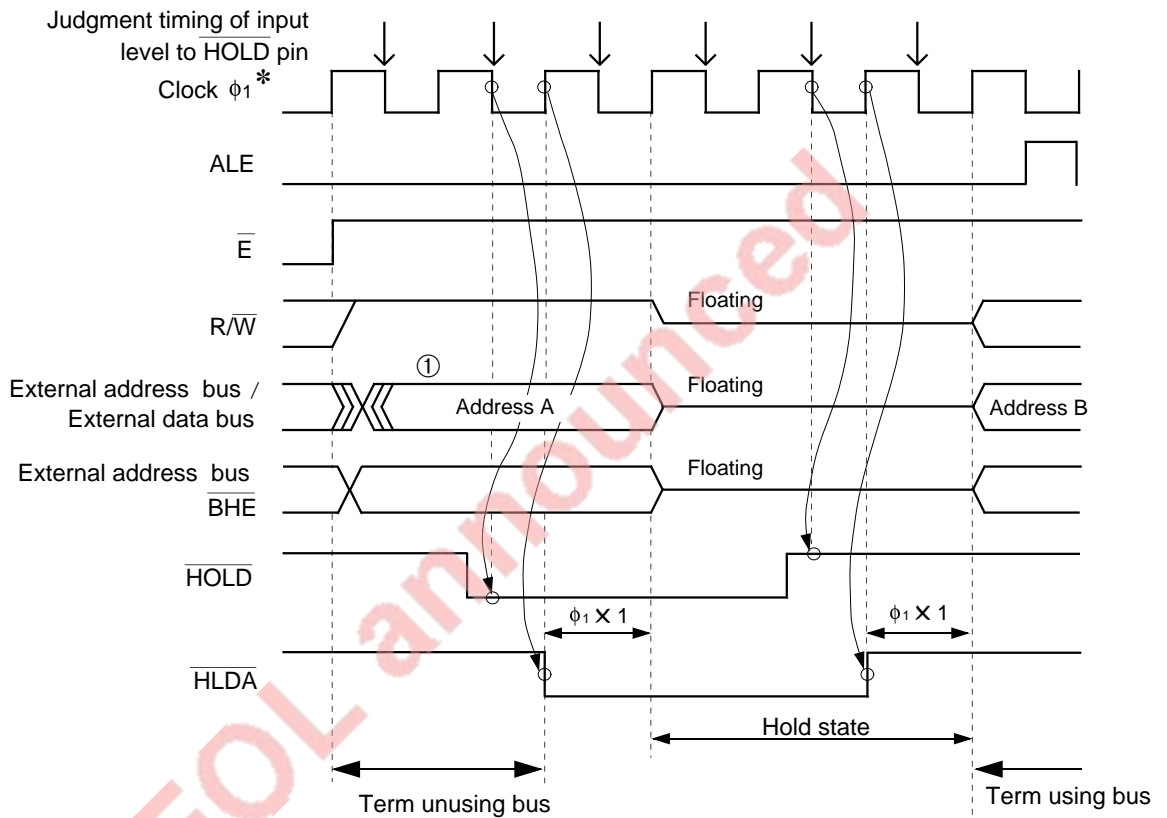 Judgment timing of input
level to HOLD pin
Clock ϕ1*
ALE
E
R/W
Floating
①
External address bus /
External data bus
Address A
Floating
Address B
External address bus
BHE
Floating
HOLD
ϕ1 X 1
ϕ1 X 1
HLDA
Hold state
Term unusing bus
Term using bus
EOL announced